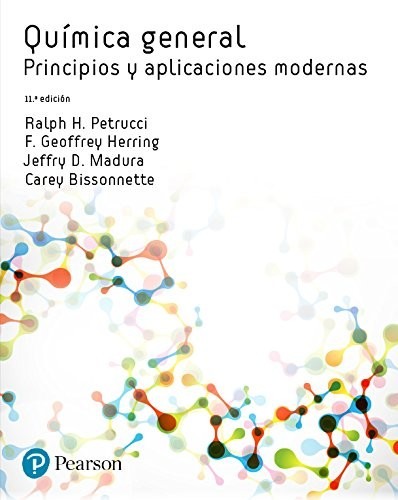 Química general
Principios y aplicaciones modernas
11.ª edición
Ralph H. Petrucci
F. Geoffrey Herring
Jeffry D. Madura
Carey Bissonnette
Pearson